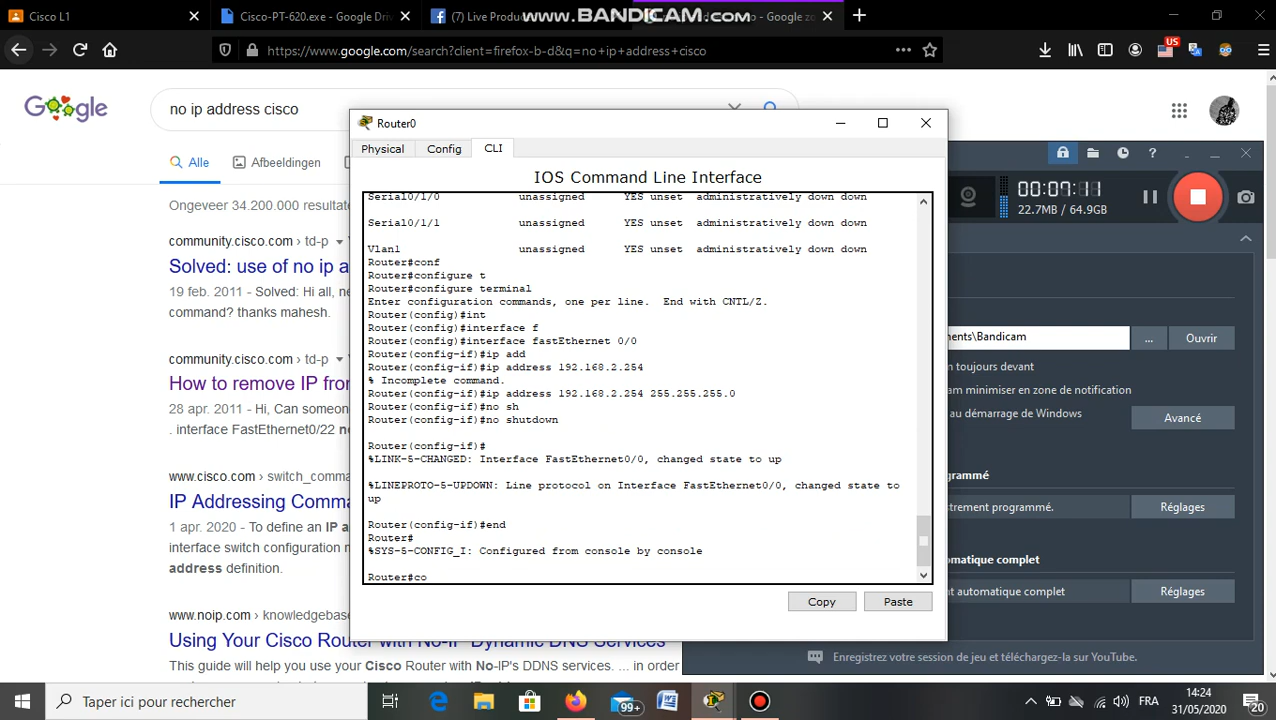 Cisco L1
Cisco-PT-620.exe - Google Dri
(7) Live Produ
WWW.BANDICAM.COM
o - Google zo
https://www.google.com/search?client=firefox-b-d&q=no+ip+address+cisco
US
Google
no ip address cisco
Alle
Afbeeldingen
Ongeveer 34.200.000 resultate
community.cisco.com › td-p
Solved: use of no ip a
19 feb. 2011 - Solved: Hi all, ne
command? thanks mahesh.
community.cisco.com › td-p
How to remove IP fror
28 apr. 2011 - Hi, Can someon
. interface FastEthernet0/22 no
www.cisco.com › switch_comma
IP Addressing Comma
1 apr. 2020 - To define an IP a
interface switch configuration m
address definition.
www.noip.com › knowledgebas
Using Your Cisco Router with No-IP Dynamic DNS Services
This guide will help you use your Cisco Router with No-IP's DDNS services. ... in order
Router0
Physical
Config
CLI
IOS Command Line Interface
Serial0/1/0 unassigned YES unset administratively down down
Serial0/1/1 unassigned YES unset administratively down down
Vlan1 unassigned YES unset administratively down down
Router#conf
Router#configure t
Router#configure terminal
Enter configuration commands, one per line. End with CNTL/Z.
Router(config)#int
Router(config)#interface f
Router(config)#interface fastEthernet 0/0
Router(config-if)#ip add
Router(config-if)#ip address 192.168.2.254
% Incomplete command.
Router(config-if)#ip address 192.168.2.254 255.255.255.0
Router(config-if)#no sh
Router(config-if)#no shutdown
Router(config-if)#
%LINK-5-CHANGED: Interface FastEthernet0/0, changed state to up
%LINEPROTO-5-UPDOWN: Line protocol on Interface FastEthernet0/0, changed state to
up
Router(config-if)#end
Router#
%SYS-5-CONFIG_I: Configured from console by console
Router#co
Copy
Paste
00:07:11
22.7MB / 64.9GB
ments\Bandicam
...
Ouvrir
on toujours devant
am minimiser en zone de notification
au démarrage de Windows
Avancé
grammé
strement programmé.
Réglages
omatique complet
nt automatique complet
Réglages
Enregistrez votre session de jeu et téléchargez-la sur YouTube.
Taper ici pour rechercher
99+
FRA
14:24
31/05/2020
20